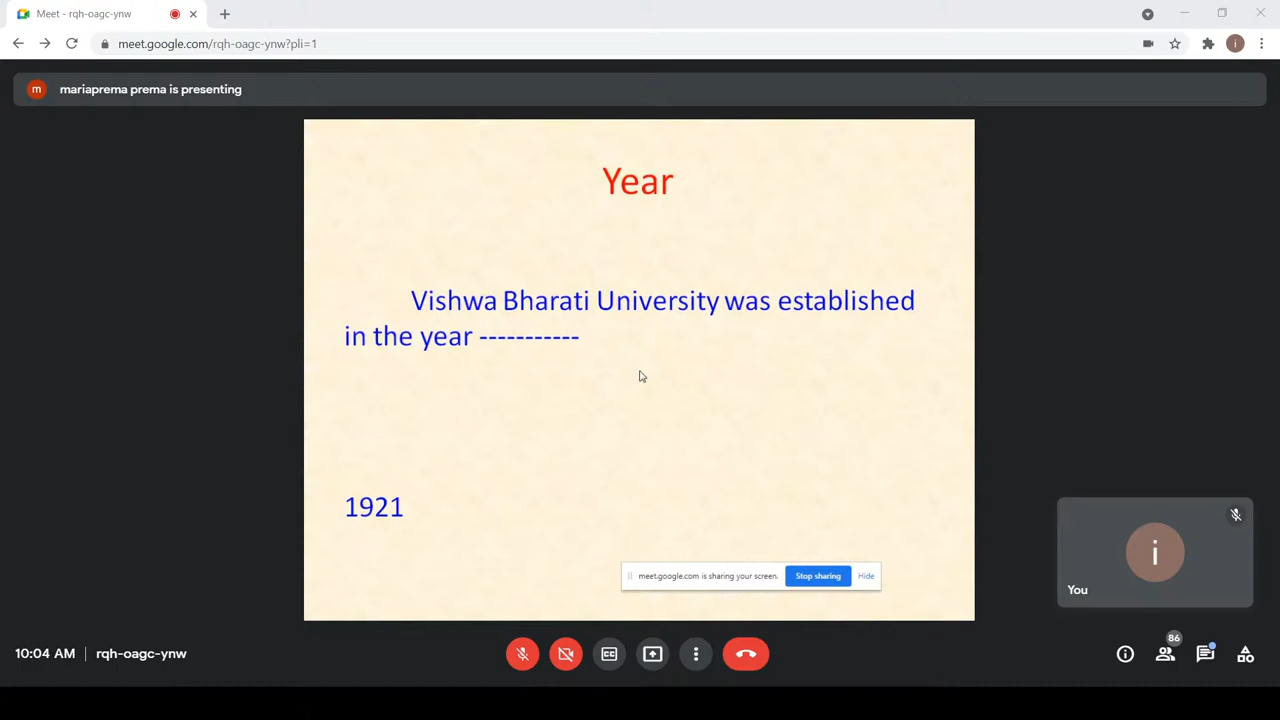 Meet - rqh-oagc-ynw
meet.google.com/rqh-oagc-ynw?pli=1
i
m
mariaprema prema is presenting
Year
Vishwa Bharati University was established
in the year -----------
1921
meet.google.com is sharing your screen.
Stop sharing
Hide
i
You
10:04 AM | rqh-oagc-ynw
CC
86